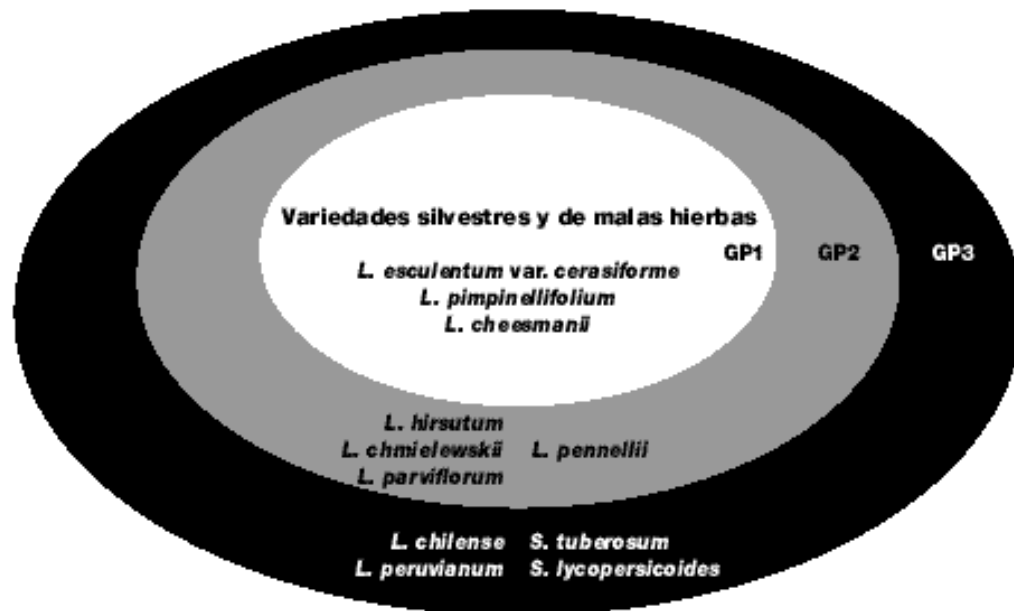 Variedades silvestres y de malas hierbas
GP1 GP2 GP3
L. esculentum var. cerasiforme
L. pimpinellifolium
L. cheesmanii
L. hirsutum
L. chmielewskii L. pennellii
L. parviflorum
L. chilense S. tuberosum
L. peruvianum S. lycopersicoides